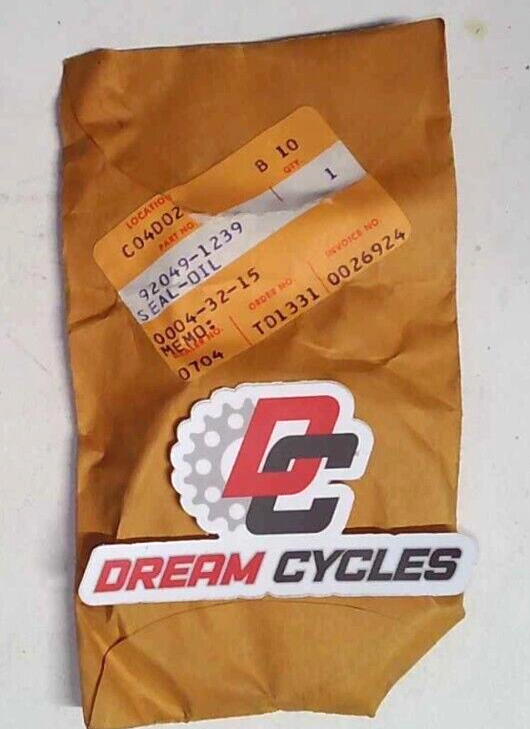 LOCATION
B 10
C04D02
PART NO.
QTY
92049-1239
1
SEAL-OIL
0004-32-15
MEMO:
ORDER NO.
INVOICE NO.
0704
TD1331
0026924
DC
DREAM CYCLES